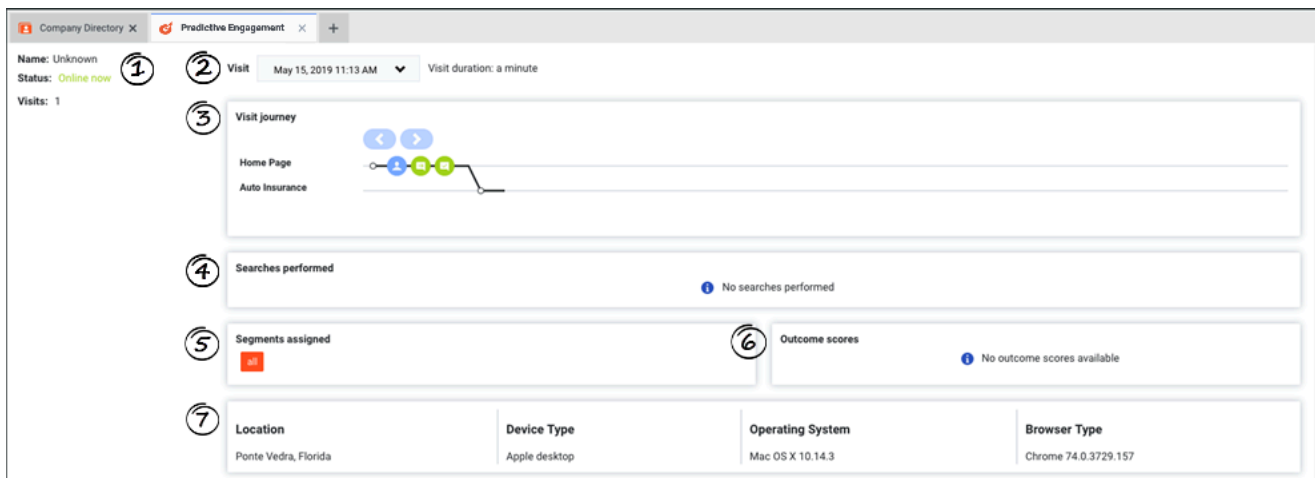 Company Directory
Predictive Engagement
Name: Unknown
Status: Online now
Visits: 1
1
2
Visit
May 15, 2019 11:13 AM
Visit duration: a minute
3
Visit journey
Home Page
Auto Insurance
4
Searches performed
No searches performed
5
Segments assigned
all
6
Outcome scores
No outcome scores available
7
Location
Ponte Vedra, Florida
Device Type
Apple desktop
Operating System
Mac OS X 10.14.3
Browser Type
Chrome 74.0.3729.157